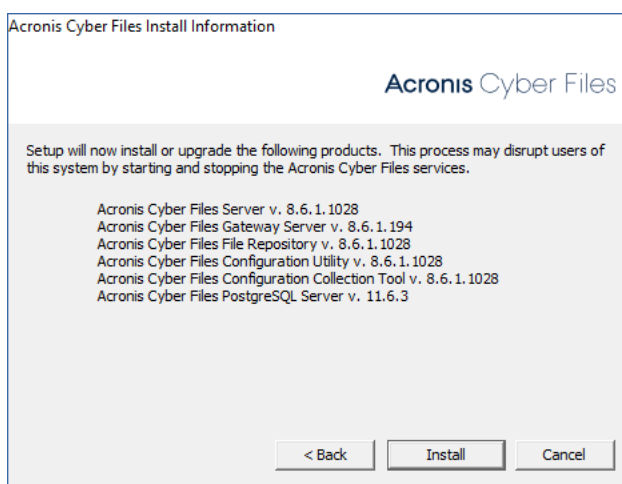 Acronis Cyber Files Install Information
Acronis Cyber Files
Setup will now install or upgrade the following products.  This process may disrupt users of
this system by starting and stopping the Acronis Cyber Files services.
Acronis Cyber Files Server v. 8.6.1.1028
Acronis Cyber Files Gateway Server v. 8.6.1.194
Acronis Cyber Files File Repository v. 8.6.1.1028
Acronis Cyber Files Configuration Utility v. 8.6.1.1028
Acronis Cyber Files Configuration Collection Tool v. 8.6.1.1028
Acronis Cyber Files PostgreSQL Server v. 11.6.3
< Back Install Cancel